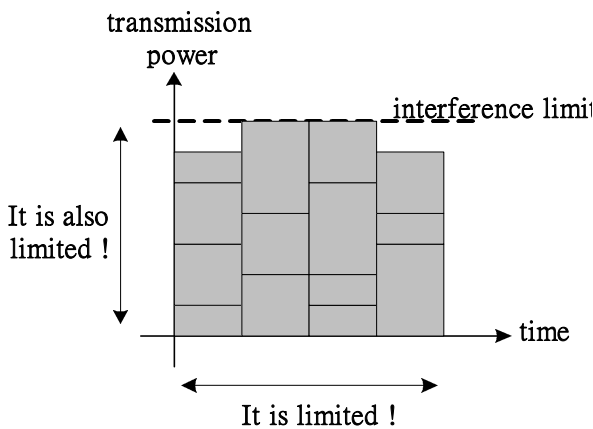 transmission
power
interference limit
It is also
limited !
time
It is limited !